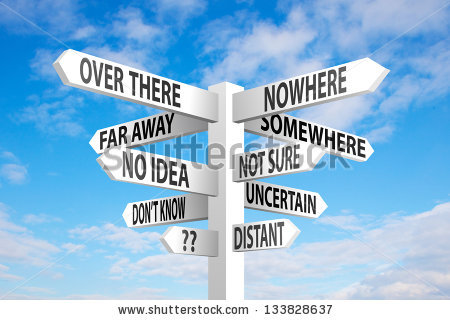 OVER THERE
NOWHERE
FAR AWAY
SOMEWHERE
NO IDEA
NOT SURE
DON'T KNOW
UNCERTAIN
??
DISTANT
www.shutterstock.com · 133828637